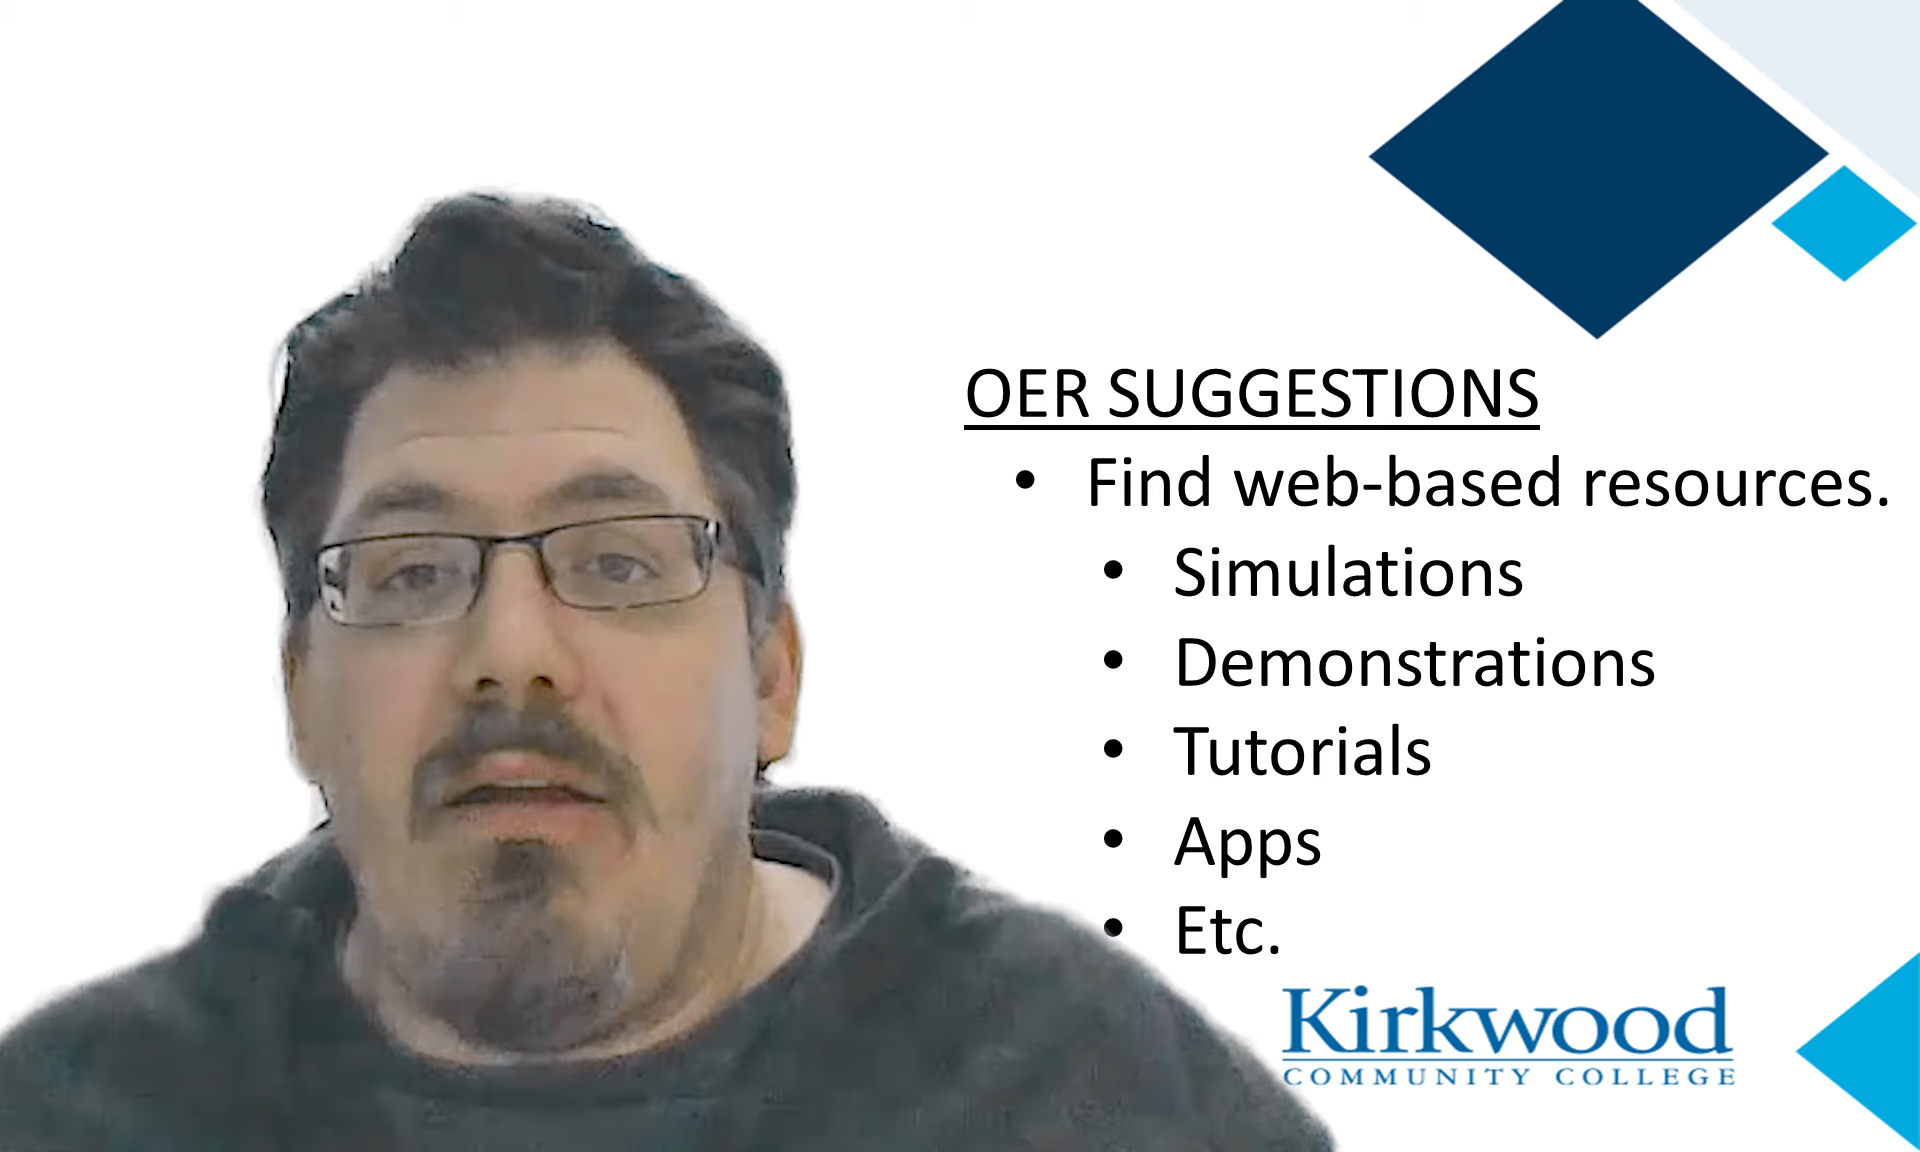 OER SUGGESTIONS
• Find web-based resources.
• Simulations
• Demonstrations
• Tutorials
• Apps
• Etc.
Kirkwood
COMMUNITY COLLEGE